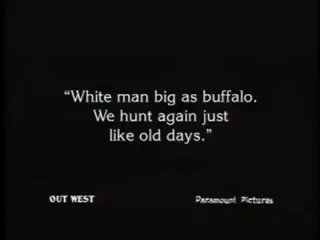 “White man big as buffalo.
We hunt again just
like old days.”
OUT WEST
Paramount Pictures